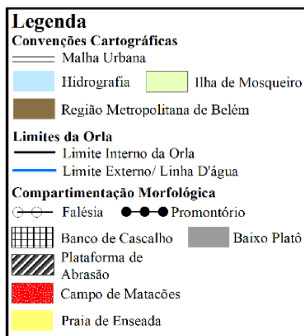 Legenda
Convenções Cartográficas
Malha Urbana
Hidrografia Ilha de Mosqueiro
Região Metropolitana de Belém
Limites da Orla
Limite Interno da Orla
Limite Externo/ Linha D'água
Compartimentação Morfológica
Falésia Promontório
Banco de Cascalho Baixo Platô
Plataforma de
Abrasão
Campo de Matacões
Praia de Enseada